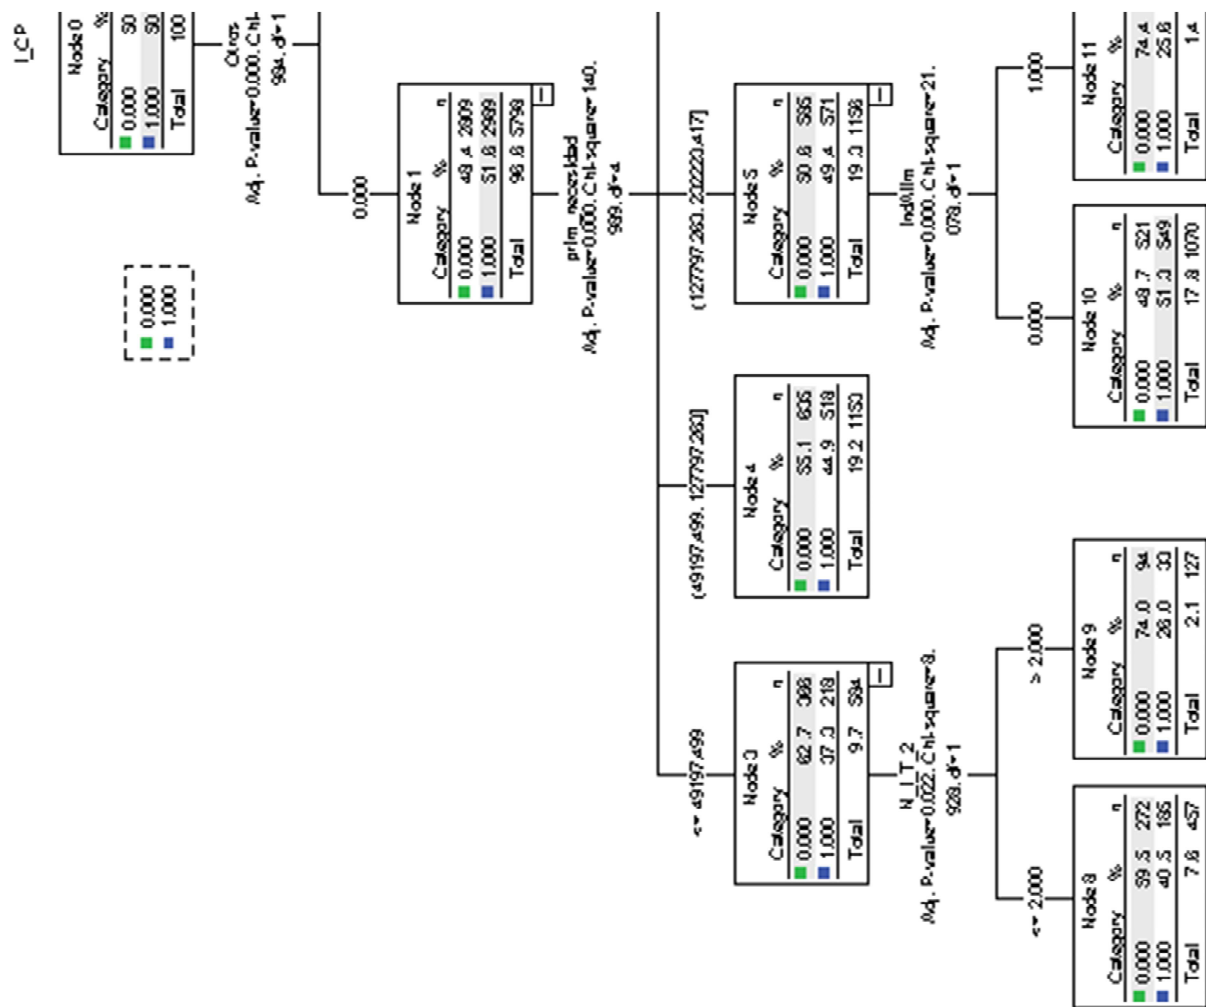 I_CP
Node 0
Category %
0.000 50
1.000 50
Total 100
0.000
1.000
Otras
Adj. P-value=0.000, Chi-
984, df=1
0.000
Node 1
Category % n
0.000 48.4 2809
1.000 51.6 2989
Total 96.6 5798
prim_necesidad
Adj. P-value=0.000, Chi-square=140.
989, df=4
<= 49197.499
(49197.499, 127797.260]
Node 3
Category % n
0.000 62.7 366
1.000 37.3 218
Total 9.7 584
Node 4
Category % n
0.000 55.1 635
1.000 44.9 518
Total 19.2 1153
Node 5
Category % n
0.000 50.6 585
1.000 49.4 571
Total 19.3 1156
N_I_T_2
Adj. P-value=0.022, Chi-square=8.
928, df=1
IndAlim
Adj. P-value=0.000, Chi-square=21.
078, df=1
<= 2.000
> 2.000
0.000
1.000
Node 8
Category % n
0.000 59.5 272
1.000 40.5 185
Total 7.6 457
Node 9
Category % n
0.000 74.0 94
1.000 26.0 33
Total 2.1 127
Node 10
Category % n
0.000 48.7 521
1.000 51.3 549
Total 17.8 1070
Node 11
Category %
0.000 74.4
1.000 25.6
Total 1.4